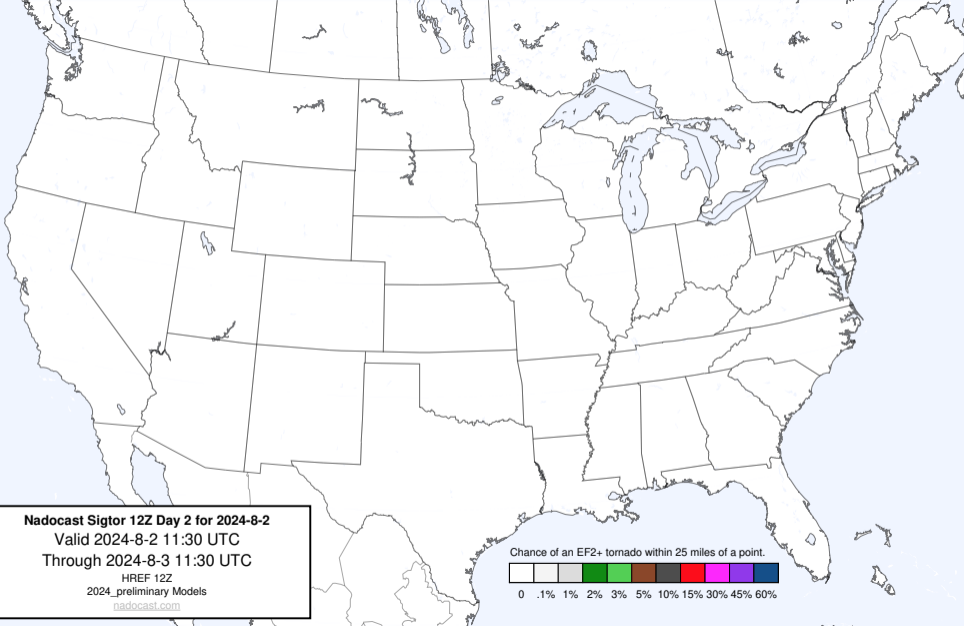 Nadocast Sigtor 12Z Day 2 for 2024-8-2
Valid 2024-8-2 11:30 UTC
Through 2024-8-3 11:30 UTC
HREF 12Z
2024_preliminary Models
nadocast.com
Chance of an EF2+ tornado within 25 miles of a point.
0 .1% 1% 2% 3% 5% 10% 15% 30% 45% 60%